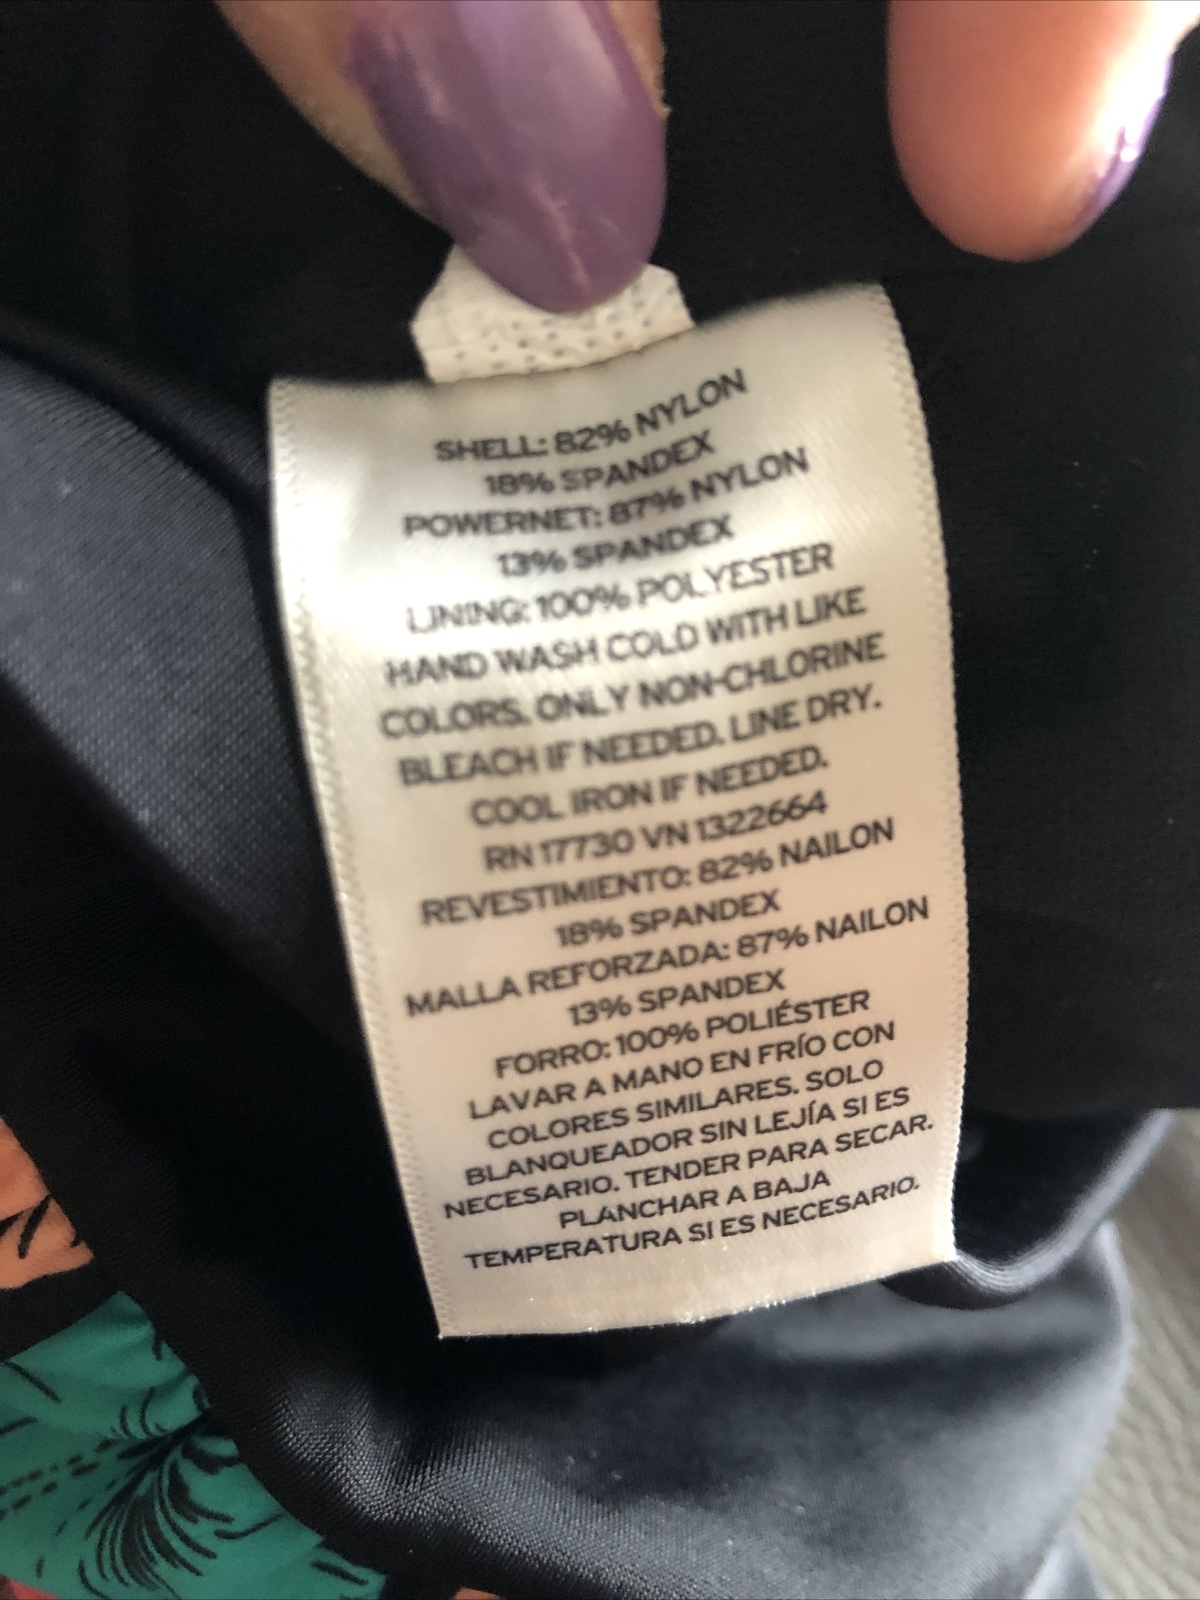 SHELL: 82% NYLON
18% SPANDEX
POWERNET: 87% NYLON
13% SPANDEX
LINING: 100% POLYESTER
HAND WASH COLD WITH LIKE
COLORS. ONLY NON-CHLORINE
BLEACH IF NEEDED. LINE DRY.
COOL IRON IF NEEDED.
RN 17730 VN 1322664
REVESTIMIENTO: 82% NAILON
18% SPANDEX
MALLA REFORZADA: 87% NAILON
13% SPANDEX
FORRO: 100% POLIÉSTER
LAVAR A MANO EN FRÍO CON
COLORES SIMILARES. SOLO
BLANQUEADOR SIN LEJÍA SI ES
NECESARIO. TENDER PARA SECAR.
PLANCHAR A BAJA
TEMPERATURA SI ES NECESARIO.